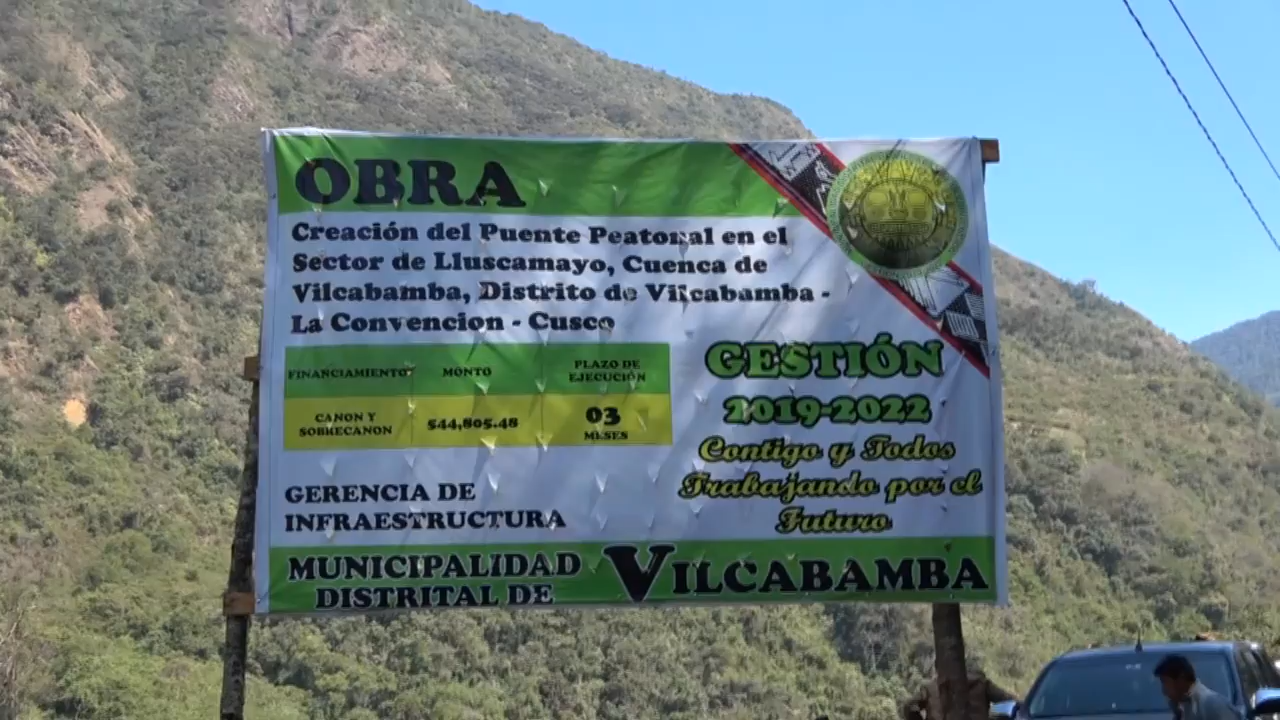 OBRA
Creación del Puente Peatonal en el
Sector de Lluscamayo, Cuenca de
Vilcabamba, Distrito de Vilcabamba -
La Convencion - Cusco
FINANCIAMIENTO MONTO PLAZO DE EJECUCIÓN
CANON Y SOBRECANON 544,805.48 03 MESES
GESTIÓN
2019-2022
Contigo y Todos
Trabajando por el
Futuro
GERENCIA DE
INFRAESTRUCTURA
MUNICIPALIDAD
DISTRITAL DE VILCABAMBA